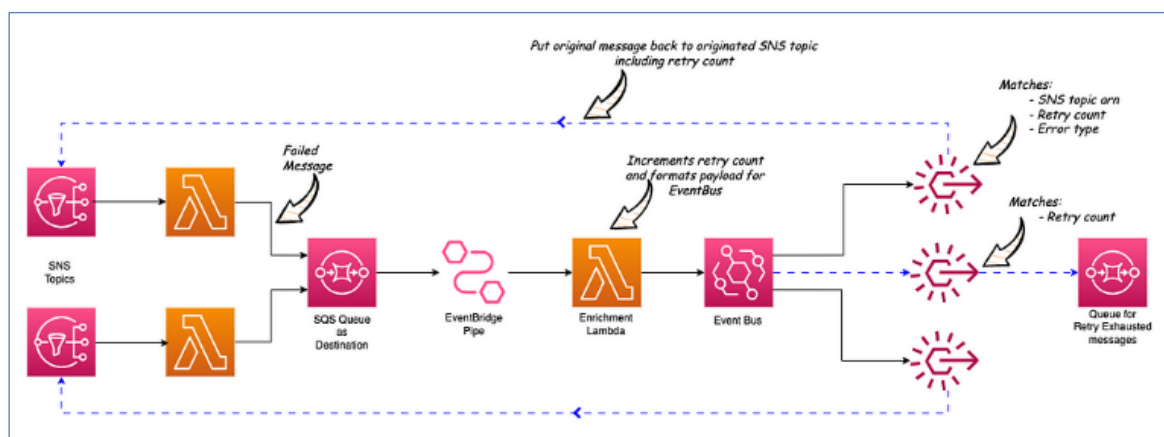 Put original message back to originated SNS topic
including retry count
Matches:
- SNS topic arn
- Retry count
- Error type
Failed
Message
Increments retry count
and formats payload for
EventBus
Matches:
- Retry count
SNS
Topics
SQS Queue
as
Destination
EventBridge
Pipe
Enrichment
Lambda
Event Bus
Queue for
Retry Exhausted
messages